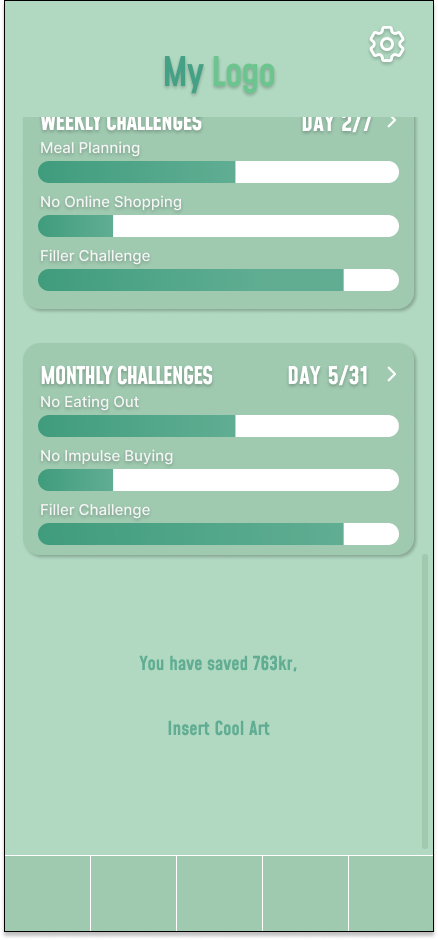 My Logo
WEEKLY CHALLENGES DAY 2/7
Meal Planning
No Online Shopping
Filler Challenge
MONTHLY CHALLENGES DAY 5/31
No Eating Out
No Impulse Buying
Filler Challenge
You have saved 763kr,
Insert Cool Art